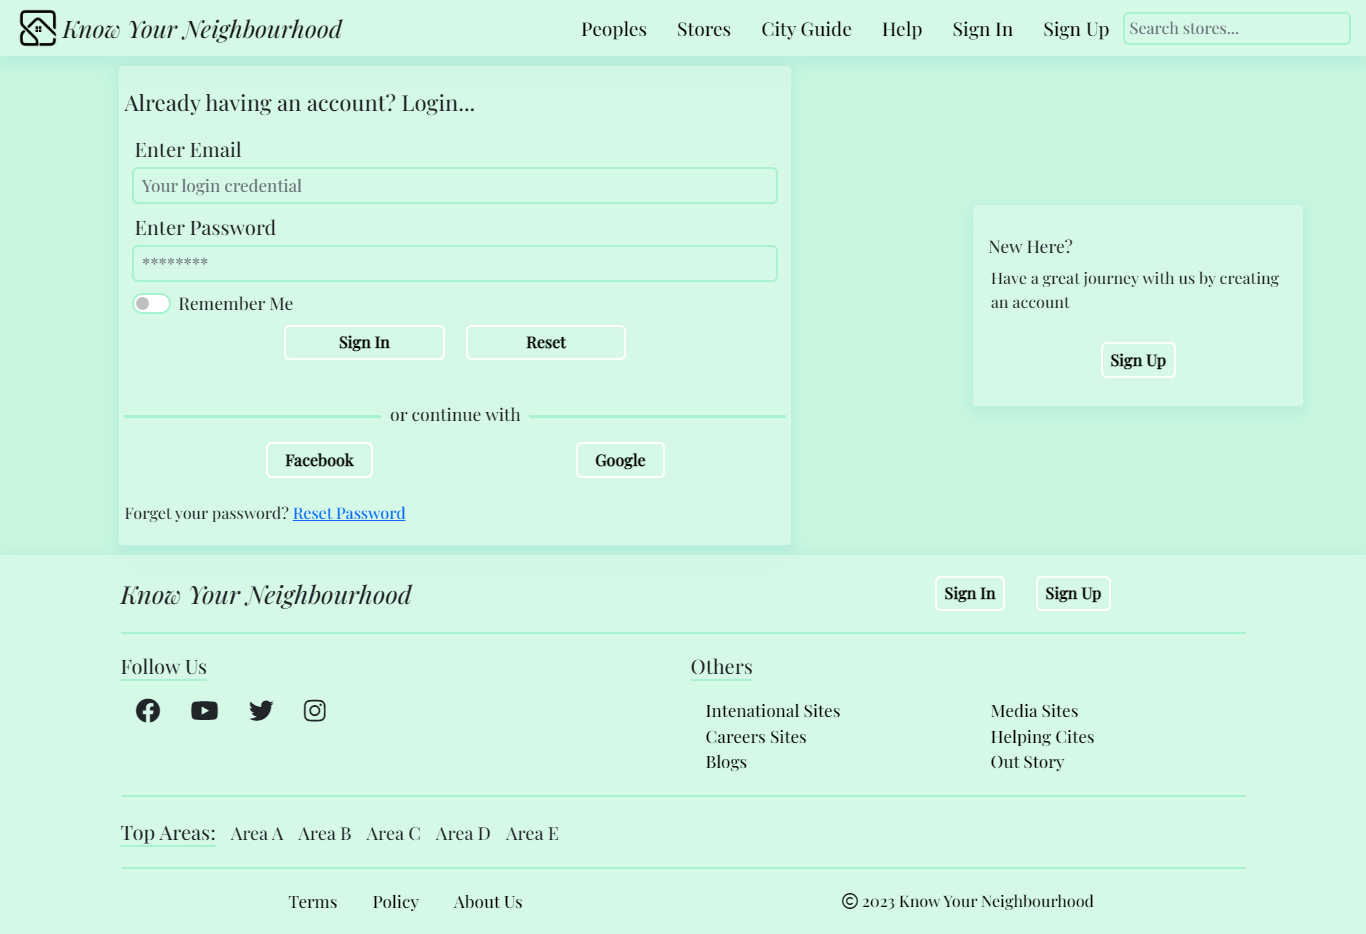 Know Your Neighbourhood
Peoples
Stores
City Guide
Help
Sign In
Sign Up
Search stores...
Already having an account? Login...
Enter Email
Your login credential
Enter Password
********
Remember Me
Sign In
Reset
or continue with
Facebook
Google
Forget your password? Reset Password
New Here?
Have a great journey with us by creating
an account
Sign Up
Know Your Neighbourhood
Sign In
Sign Up
Follow Us
Others
Intenational Sites
Careers Sites
Blogs
Media Sites
Helping Cites
Out Story
Top Areas:
Area A
Area B
Area C
Area D
Area E
Terms
Policy
About Us
© 2023 Know Your Neighbourhood